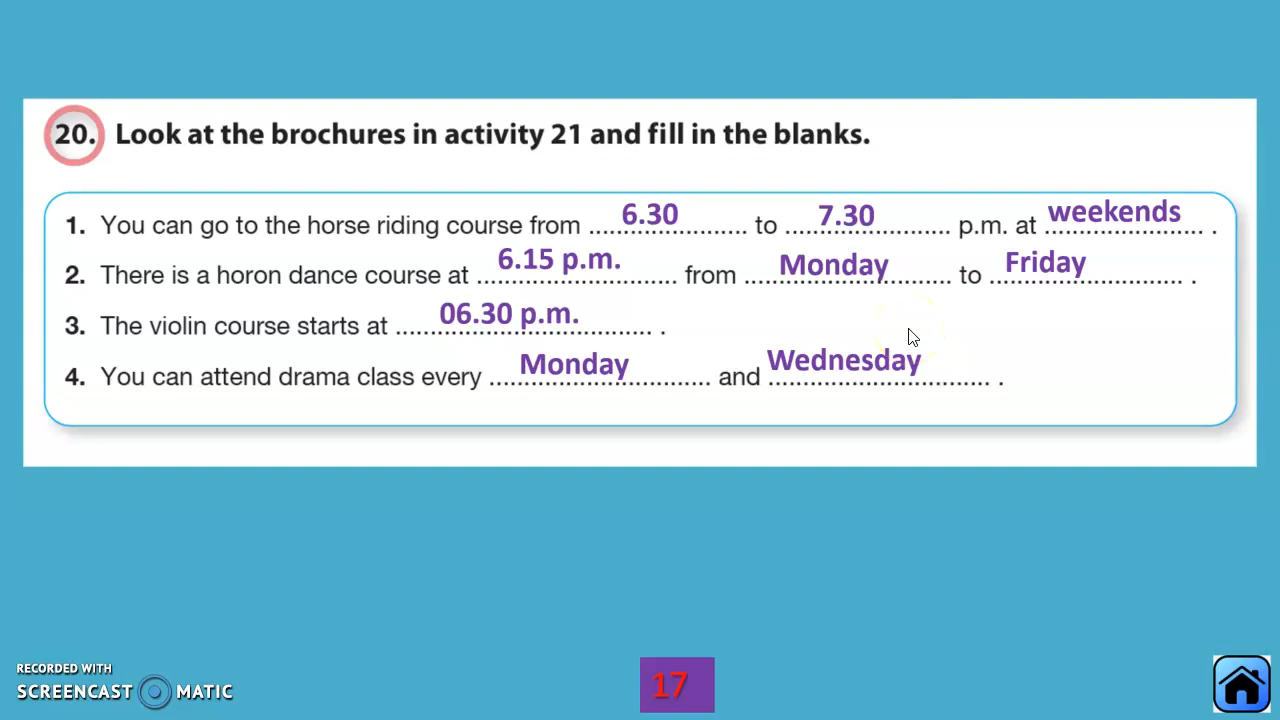 20. Look at the brochures in activity 21 and fill in the blanks.
1. You can go to the horse riding course from 6.30 to 7.30 p.m. at weekends .
2. There is a horon dance course at 6.15 p.m. from Monday to Friday .
3. The violin course starts at 06.30 p.m. .
4. You can attend drama class every Monday and Wednesday .
RECORDED WITH
SCREENCAST MATIC
17